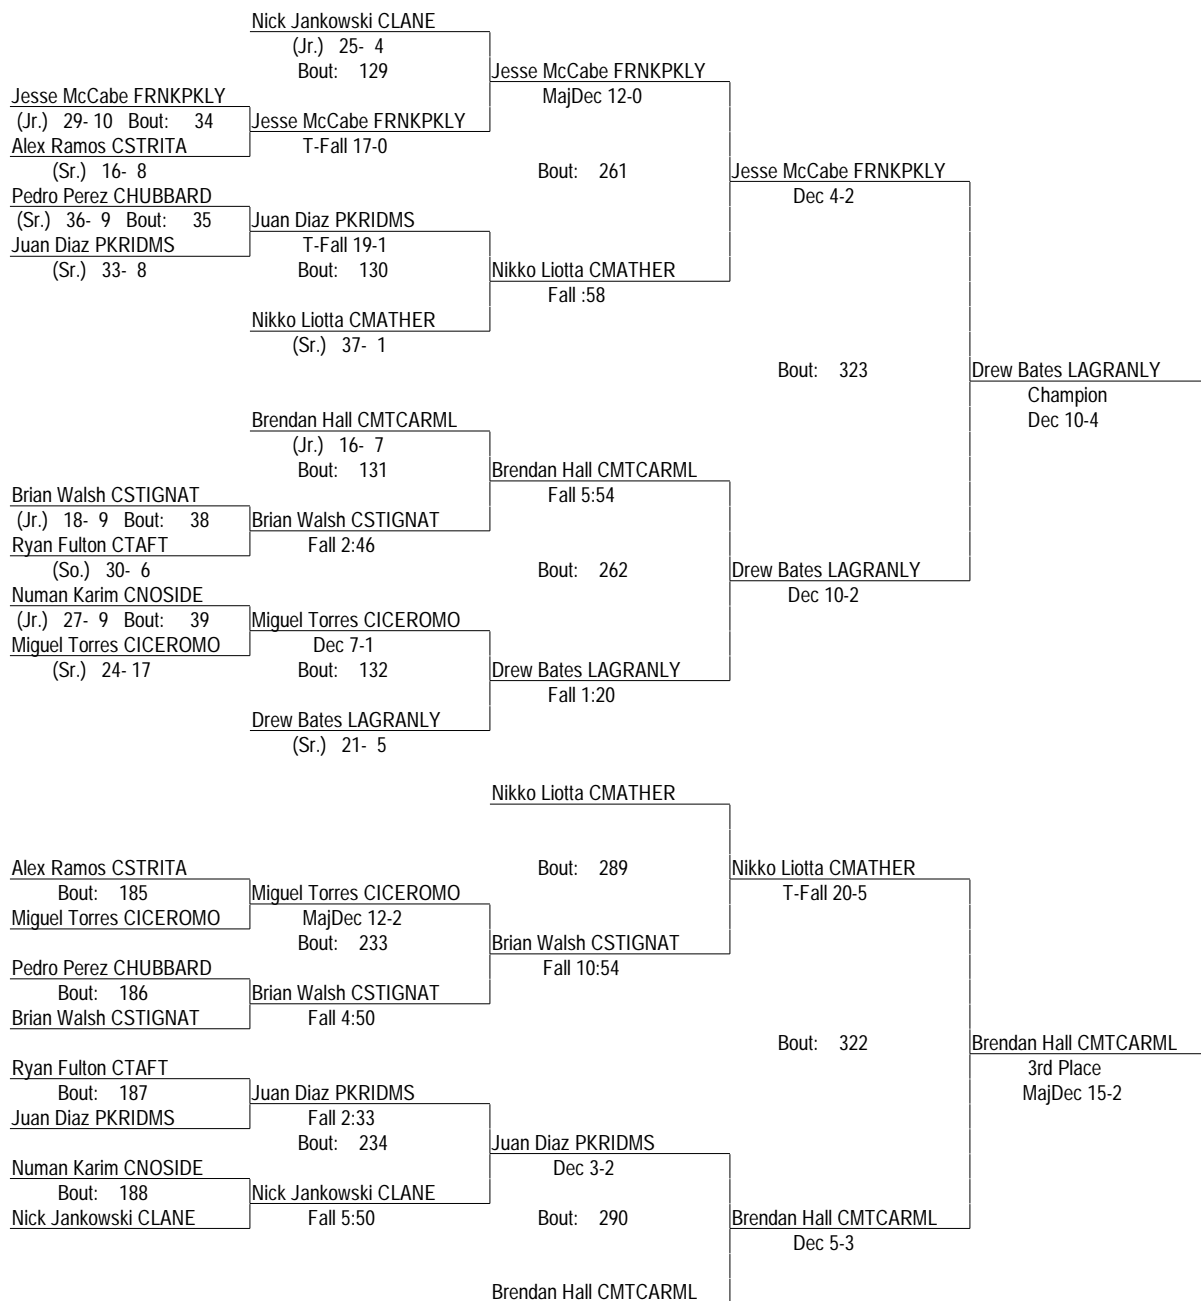 Nick Jankowski CLANE
(Jr.) 25- 4
Bout: 129
Jesse McCabe FRNKPKLY
Jesse McCabe FRNKPKLY
MajDec 12-0
(Jr.) 29- 10 Bout: 34
Jesse McCabe FRNKPKLY
Alex Ramos CSTRITA
T-Fall 17-0
(Sr.) 16- 8
Bout: 261
Jesse McCabe FRNKPKLY
Pedro Perez CHUBBARD
Dec 4-2
(Sr.) 36- 9 Bout: 35
Juan Diaz PKRIDMS
Juan Diaz PKRIDMS
T-Fall 19-1
(Sr.) 33- 8
Bout: 130
Nikko Liotta CMATHER
Fall :58
Nikko Liotta CMATHER
(Sr.) 37- 1
Bout: 323
Drew Bates LAGRANLY
Champion
Dec 10-4
Brendan Hall CMTCARML
(Jr.) 16- 7
Bout: 131
Brendan Hall CMTCARML
Brian Walsh CSTIGNAT
Fall 5:54
(Jr.) 18- 9 Bout: 38
Brian Walsh CSTIGNAT
Ryan Fulton CTAFT
Fall 2:46
(So.) 30- 6
Bout: 262
Drew Bates LAGRANLY
Numan Karim CNOSIDE
Dec 10-2
(Jr.) 27- 9 Bout: 39
Miguel Torres CICEROMO
Miguel Torres CICEROMO
Dec 7-1
(Sr.) 24- 17
Bout: 132
Drew Bates LAGRANLY
Fall 1:20
Drew Bates LAGRANLY
(Sr.) 21- 5
Nikko Liotta CMATHER
Alex Ramos CSTRITA
Bout: 289
Nikko Liotta CMATHER
Bout: 185
Miguel Torres CICEROMO
T-Fall 20-5
Miguel Torres CICEROMO
MajDec 12-2
Bout: 233
Brian Walsh CSTIGNAT
Pedro Perez CHUBBARD
Fall 10:54
Bout: 186
Brian Walsh CSTIGNAT
Brian Walsh CSTIGNAT
Fall 4:50
Bout: 322
Brendan Hall CMTCARML
Ryan Fulton CTAFT
3rd Place
Bout: 187
Juan Diaz PKRIDMS
MajDec 15-2
Juan Diaz PKRIDMS
Fall 2:33
Bout: 234
Juan Diaz PKRIDMS
Numan Karim CNOSIDE
Dec 3-2
Bout: 188
Nick Jankowski CLANE
Nick Jankowski CLANE
Fall 5:50
Bout: 290
Brendan Hall CMTCARML
Dec 5-3
Brendan Hall CMTCARML